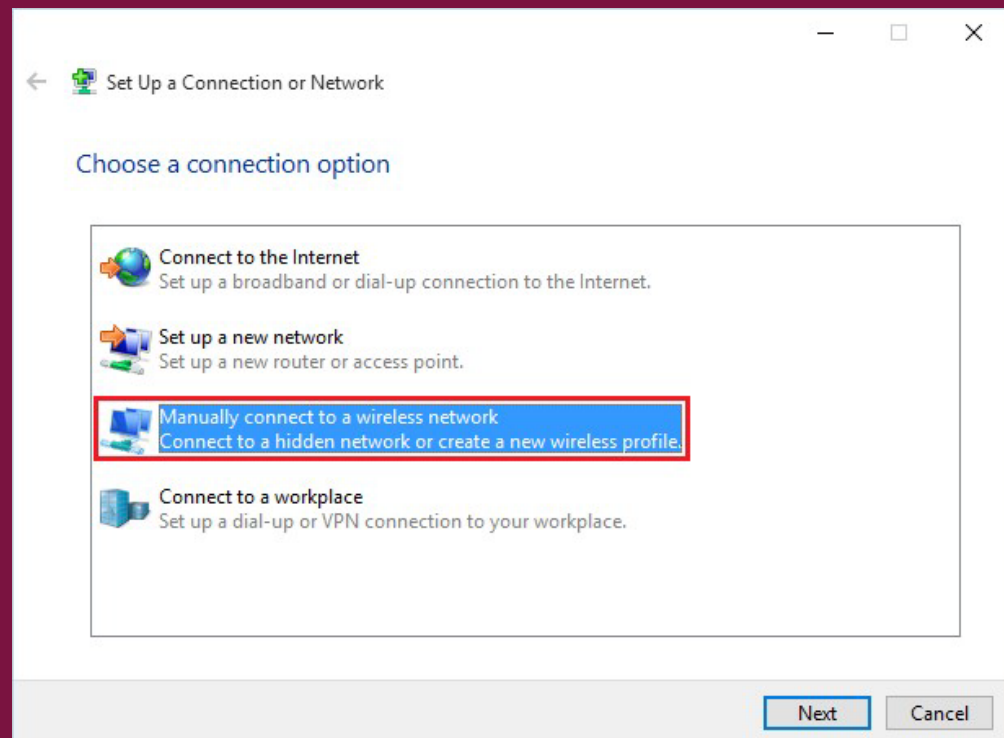 Set Up a Connection or Network
Choose a connection option
Connect to the Internet
Set up a broadband or dial-up connection to the Internet.
Set up a new network
Set up a new router or access point.
Manually connect to a wireless network
Connect to a hidden network or create a new wireless profile.
Connect to a workplace
Set up a dial-up or VPN connection to your workplace.
Next
Cancel